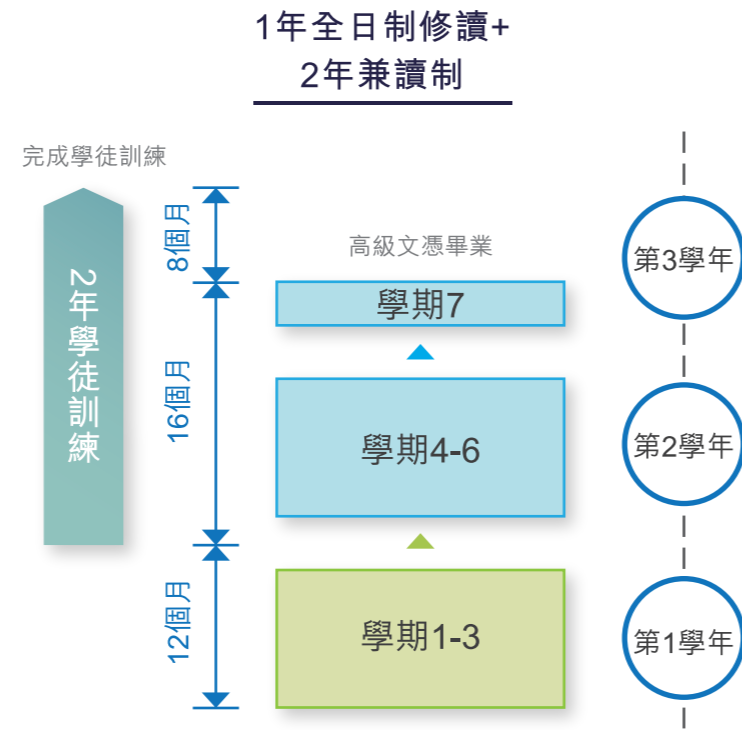 1年全日制修讀+
2年兼讀制
完成學徒訓練
2年學徒訓練
8個月
16個月
12個月
高級文憑畢業
學期7
學期4-6
學期1-3
第3學年
第2學年
第1學年